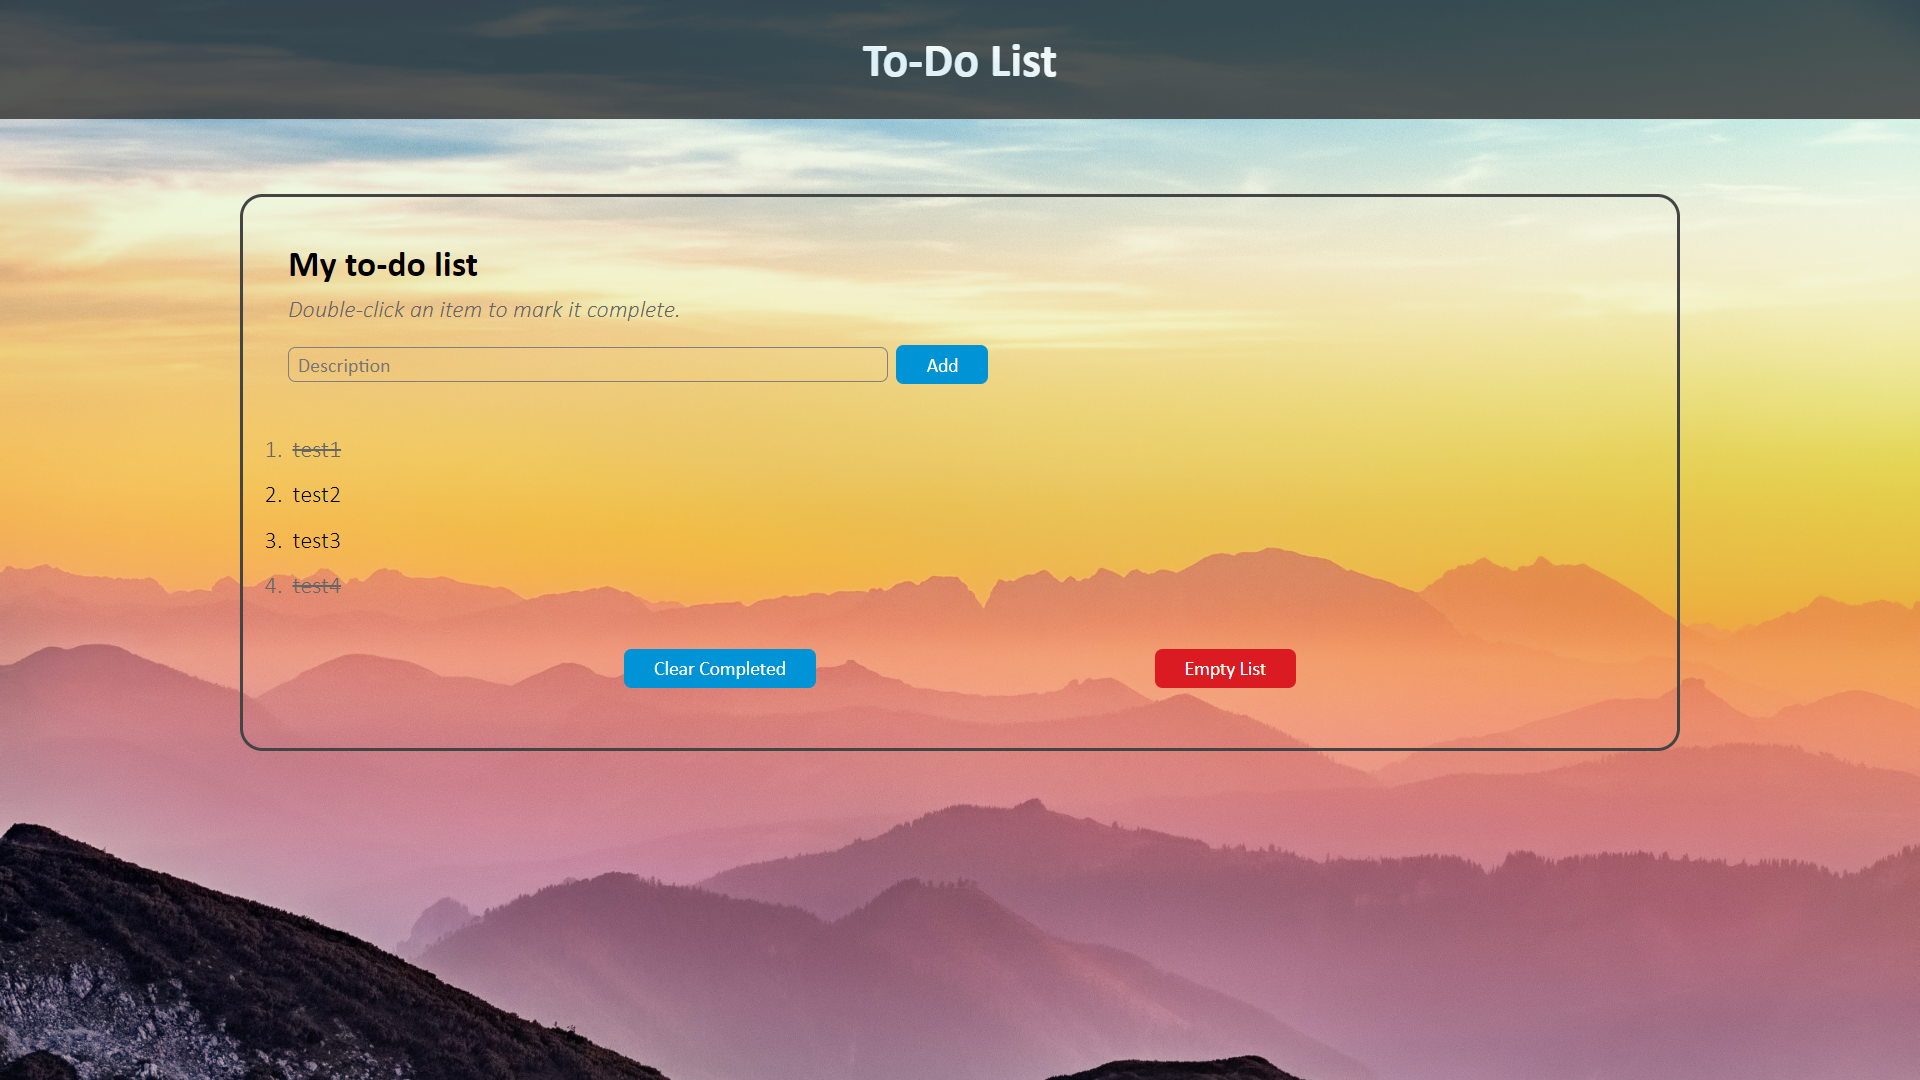 To-Do List
My to-do list
Double-click an item to mark it complete.
Description Add
1. test1
2. test2
3. test3
4. test4
Clear Completed Empty List